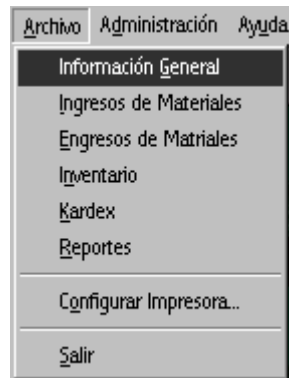 Archivo Administración Ayuda
Información General
Ingresos de Materiales
Engresos de Matriales
Inventario
Kardex
Reportes
Configurar Impresora...
Salir